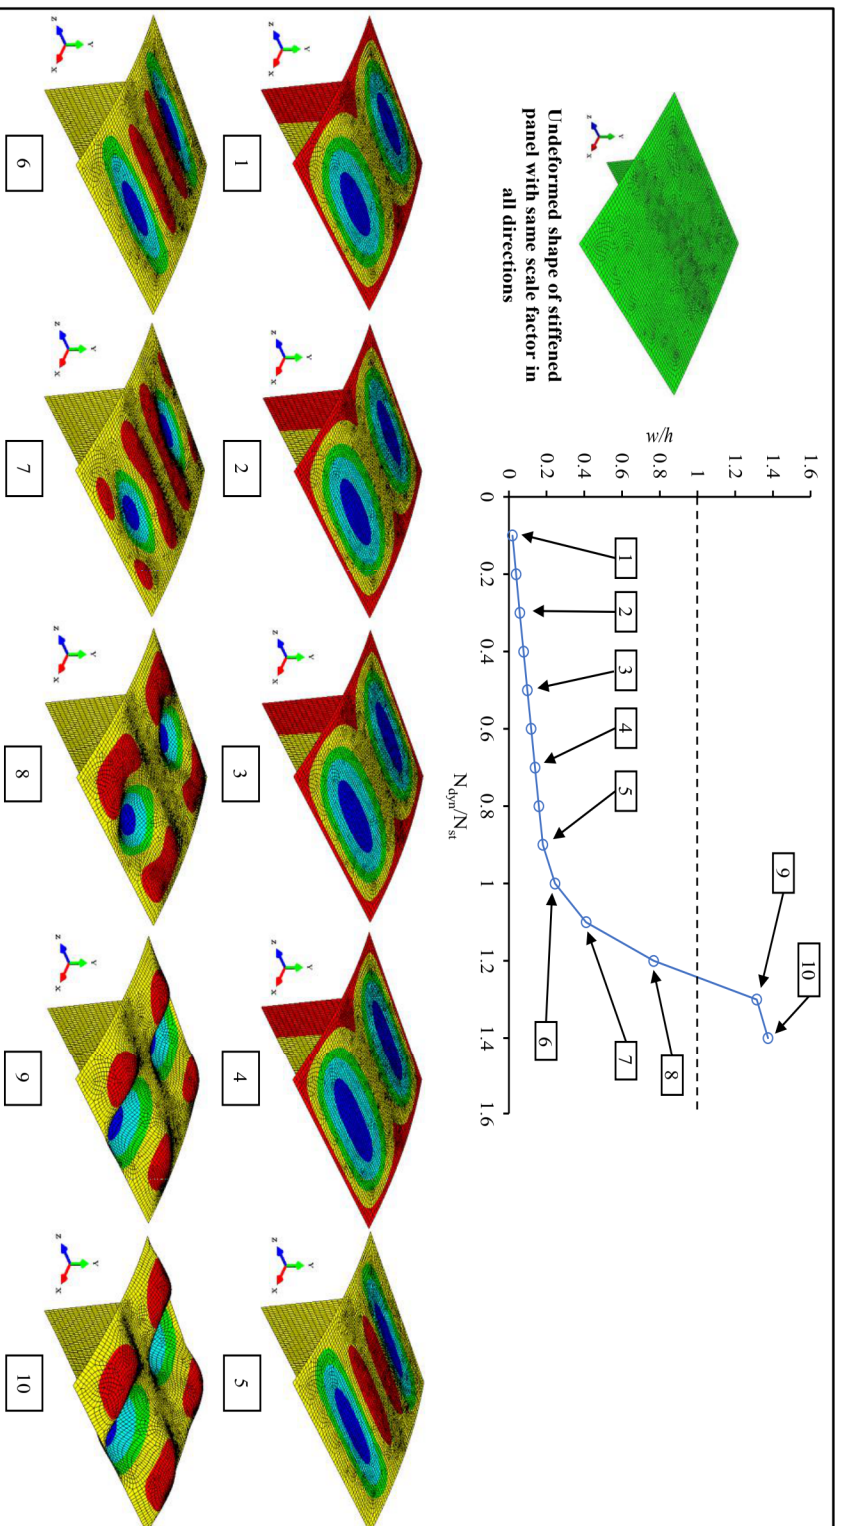 Undeformed shape of stiffened
panel with same scale factor in
all directions
w/h
1.6
1.4
1.2
1
0.8
0.6
0.4
0.2
0
0
0.2
0.4
0.6
0.8
1
1.2
1.4
1.6
N_dyn/N_st
1
2
3
4
5
6
7
8
9
10
Y
Z
X
Y
Z
X
Y
Z
X
Y
Z
X
Y
Z
X
Y
Z
X
1
2
3
4
5
Y
Z
X
Y
Z
X
Y
Z
X
Y
Z
X
Y
Z
X
6
7
8
9
10